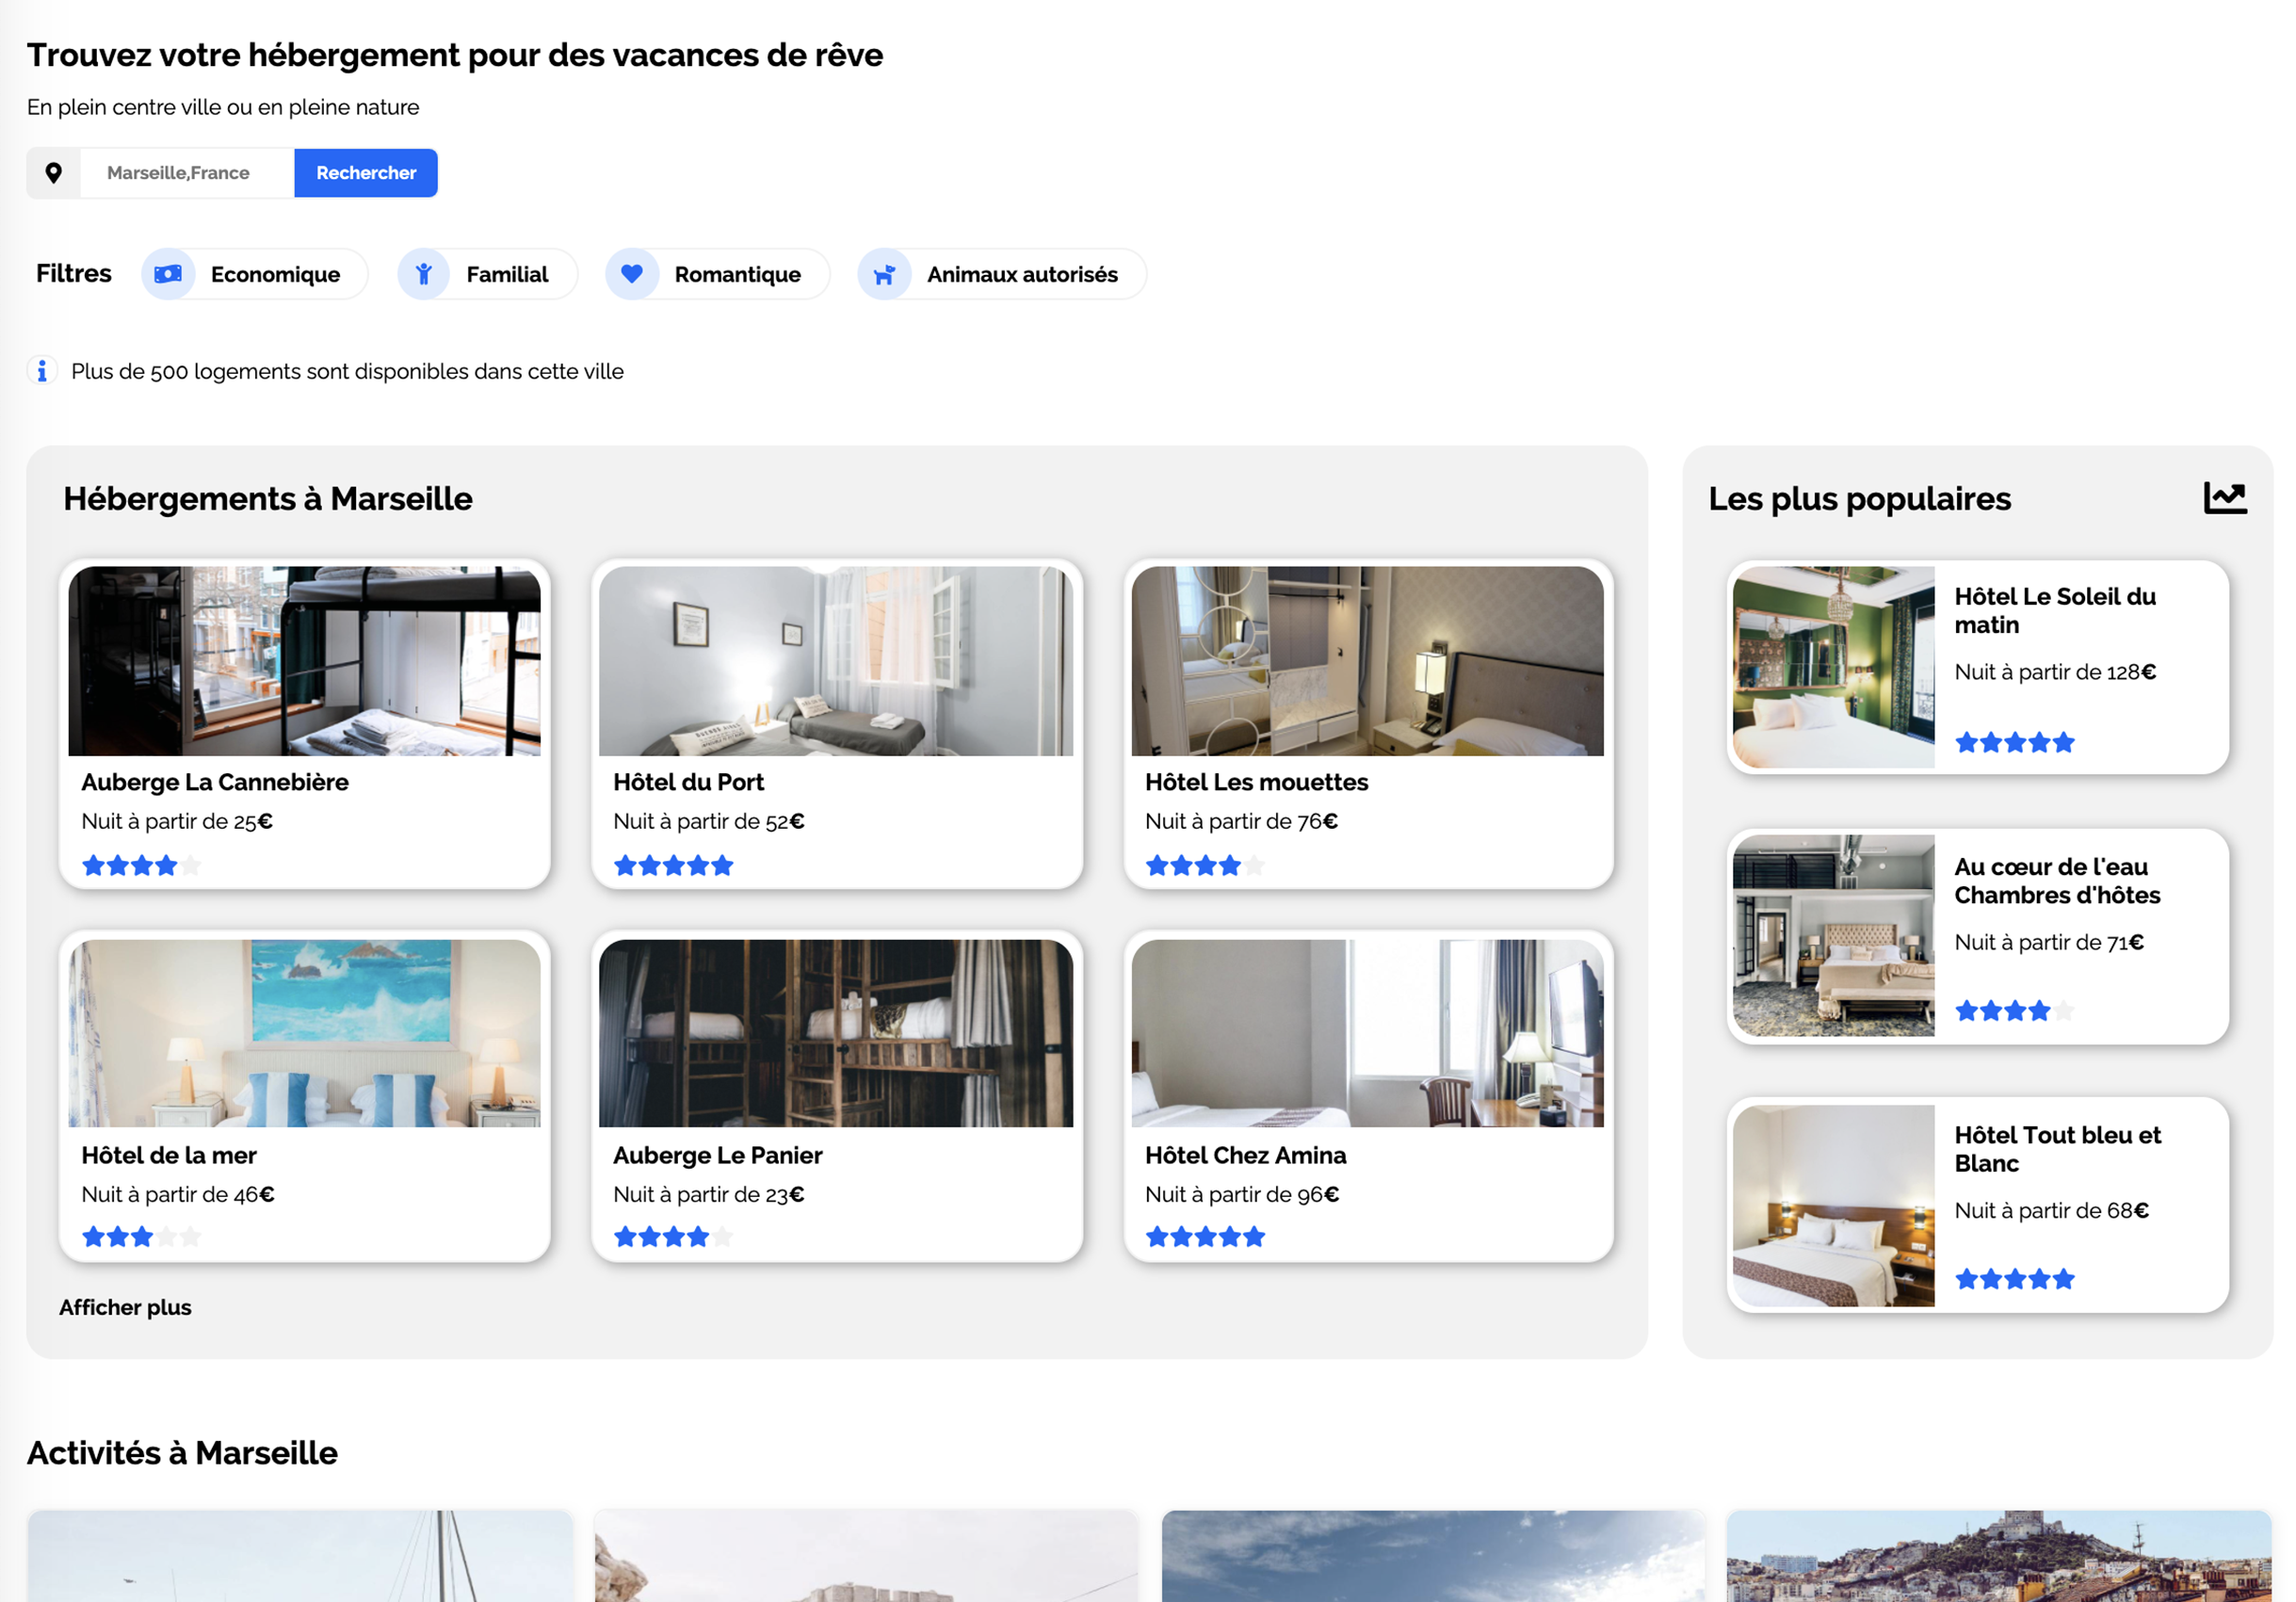 Trouvez votre hébergement pour des vacances de rêve
En plein centre ville ou en pleine nature
Marseille,France
Rechercher
Filtres
Economique
Familial
Romantique
Animaux autorisés
Plus de 500 logements sont disponibles dans cette ville
Hébergements à Marseille
Auberge La Cannebière
Nuit à partir de 25€
Hôtel du Port
Nuit à partir de 52€
Hôtel Les mouettes
Nuit à partir de 76€
Hôtel de la mer
Nuit à partir de 46€
Auberge Le Panier
Nuit à partir de 23€
Hôtel Chez Amina
Nuit à partir de 96€
Afficher plus
Les plus populaires
Hôtel Le Soleil du
matin
Nuit à partir de 128€
Au cœur de l'eau
Chambres d'hôtes
Nuit à partir de 71€
Hôtel Tout bleu et
Blanc
Nuit à partir de 68€
Activités à Marseille